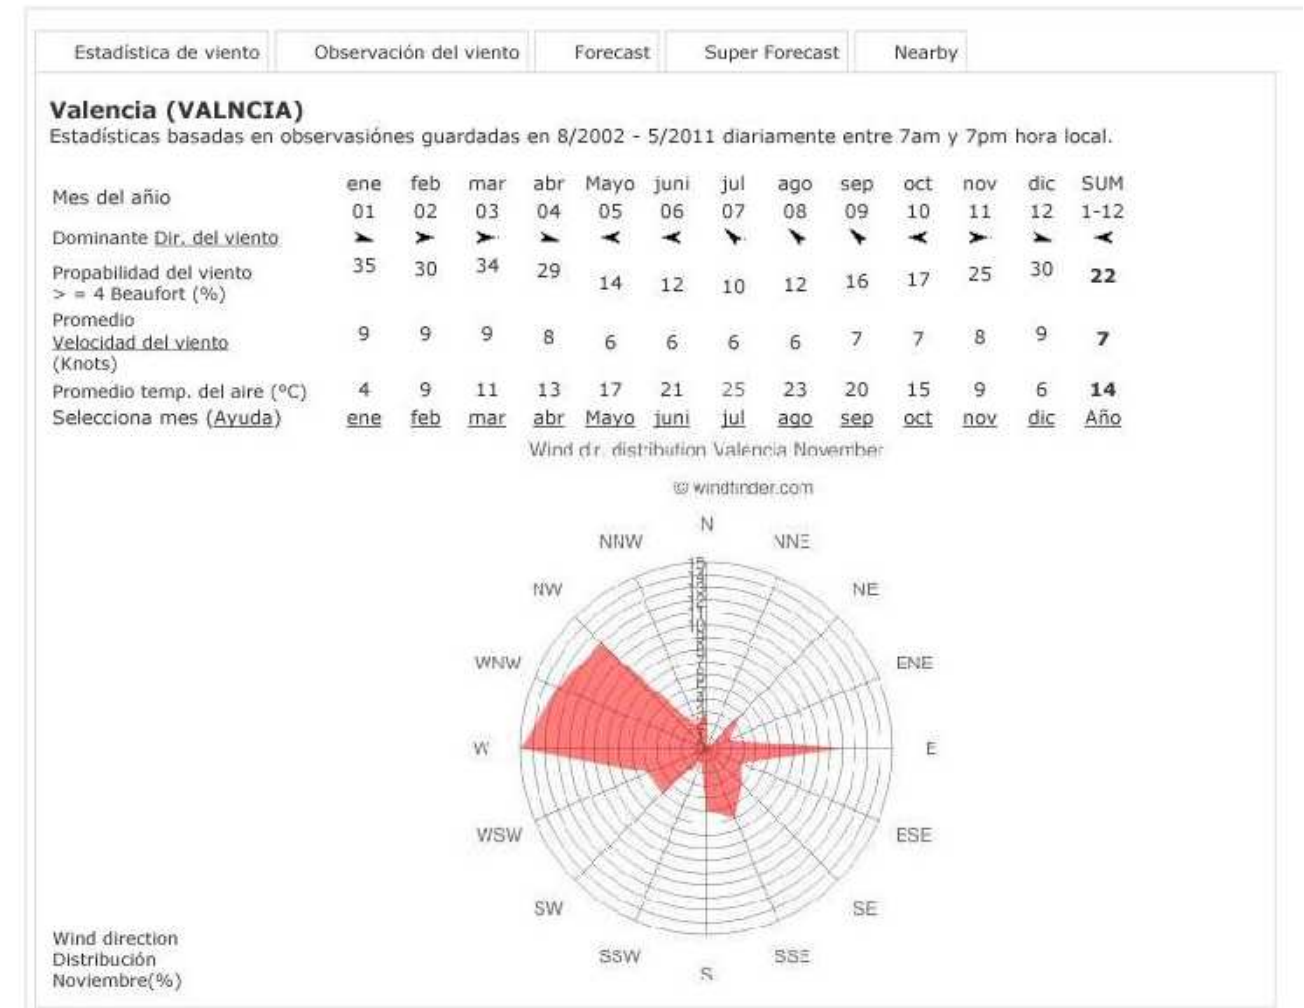 Estadística de viento Observación del viento Forecast Super Forecast Nearby
Valencia (VALNCIA)
Estadísticas basadas en observasiónes guardadas en 8/2002 - 5/2011 diariamente entre 7am y 7pm hora local.
Mes del añio
ene feb mar abr Mayo juni jul ago sep oct nov dic SUM
01 02 03 04 05 06 07 08 09 10 11 12 1-12
Dominante Dir. del viento
Propabilidad del viento
> = 4 Beaufort (%)
35 30 34 29 14 12 10 12 16 17 25 30 22
Promedio
Velocidad del viento
(Knots)
9 9 9 8 6 6 6 6 7 7 8 9 7
Promedio temp. del aire (°C) 4 9 11 13 17 21 25 23 20 15 9 6 14
Selecciona mes (Ayuda) ene feb mar abr Mayo juni jul ago sep oct nov dic Año
Wind dir. distribution Valencia November
© windfinder.com
N
NNW NNE
NW NE
WNW ENE
W E
WSW ESE
SW SE
SSW SSE
S
Wind direction
Distribución
Noviembre(%)